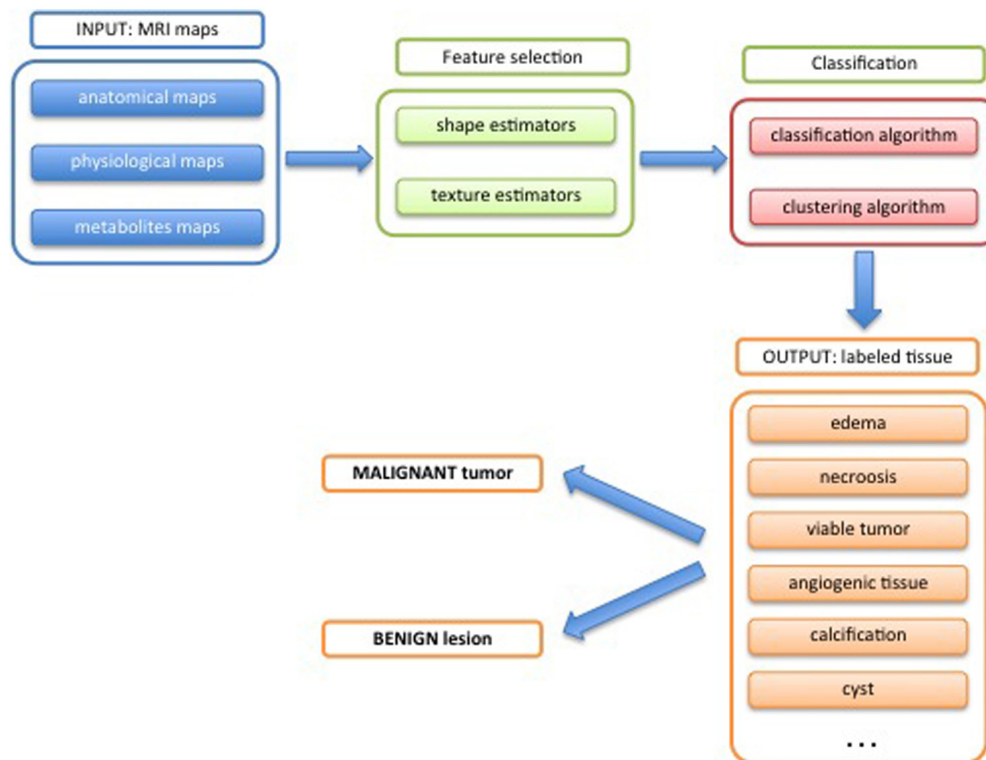 INPUT: MRI maps
anatomical maps
physiological maps
metabolites maps
Feature selection
shape estimators
texture estimators
Classification
classification algorithm
clustering algorithm
OUTPUT: labeled tissue
edema
necroosis
viable tumor
angiogenic tissue
calcification
cyst
...
MALIGNANT tumor
BENIGN lesion